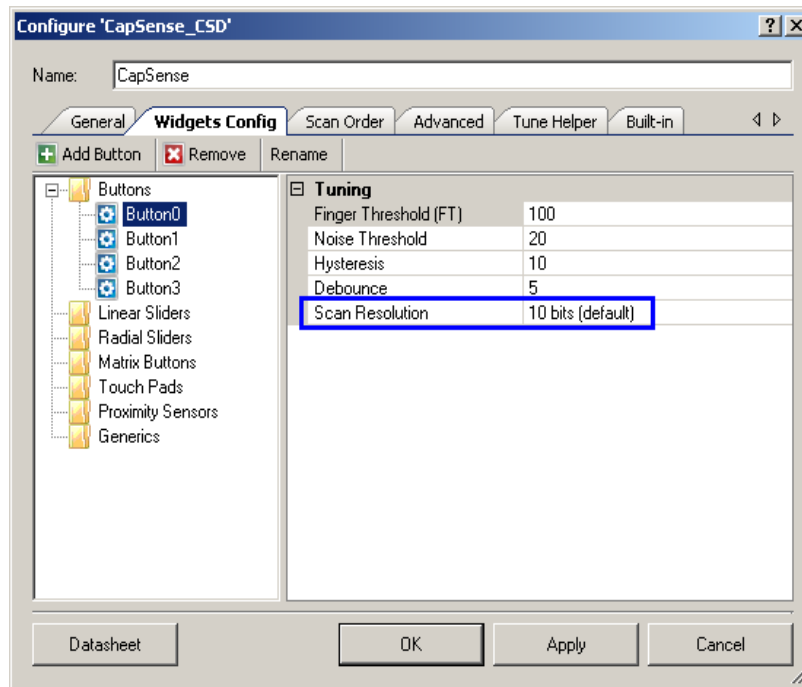 Configure 'CapSense_CSD'
Name: CapSense
General Widgets Config Scan Order Advanced Tune Helper Built-in
Add Button Remove Rename
Buttons
Button0
Button1
Button2
Button3
Linear Sliders
Radial Sliders
Matrix Buttons
Touch Pads
Proximity Sensors
Generics
Tuning
Finger Threshold (FT) 100
Noise Threshold 20
Hysteresis 10
Debounce 5
Scan Resolution 10 bits (default)
Datasheet OK Apply Cancel